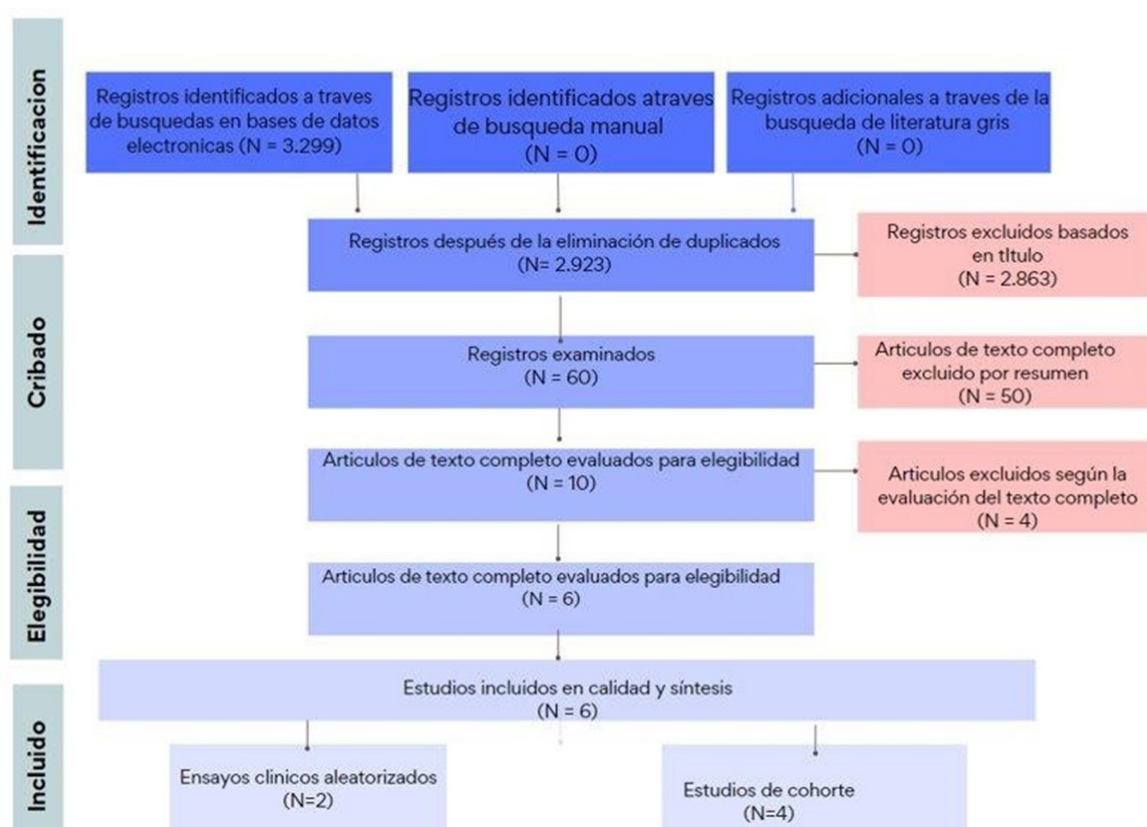 Identificacion
Registros identificados a traves
de busquedas en bases de datos
electronicas (N = 3.299)
Registros identificados atraves
de busqueda manual
(N = 0)
Registros adicionales a traves de la
busqueda de literatura gris
(N = 0)
Registros después de la eliminación de duplicados
(N= 2.923)
Registros excluidos basados
en título
(N = 2.863)
Cribado
Registros examinados
(N = 60)
Articulos de texto completo
excluido por resumen
(N = 50)
Articulos de texto completo evaluados para elegibilidad
(N = 10)
Articulos excluidos según la
evaluación del texto completo
(N = 4)
Elegibilidad
Articulos de texto completo evaluados para elegibilidad
(N = 6)
Estudios incluidos en calidad y síntesis
(N = 6)
Incluido
Ensayos clinicos aleatorizados
(N=2)
Estudios de cohorte
(N=4)